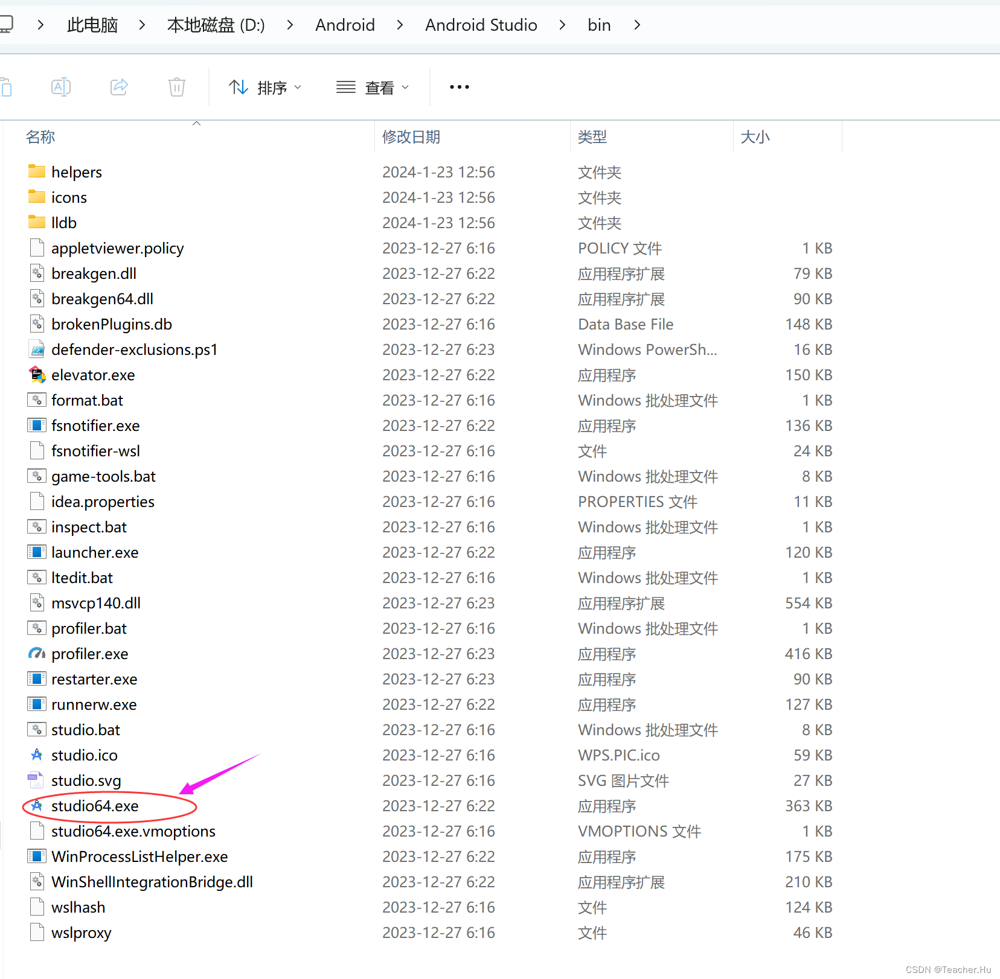 此电脑 本地磁盘 (D:) Android Android Studio bin
排序 查看
名称 修改日期 类型 大小
helpers 2024-1-23 12:56 文件夹
icons 2024-1-23 12:56 文件夹
lldb 2024-1-23 12:56 文件夹
appletviewer.policy 2023-12-27 6:16 POLICY 文件 1 KB
breakgen.dll 2023-12-27 6:22 应用程序扩展 79 KB
breakgen64.dll 2023-12-27 6:22 应用程序扩展 90 KB
brokenPlugins.db 2023-12-27 6:16 Data Base File 148 KB
defender-exclusions.ps1 2023-12-27 6:23 Windows PowerSh... 16 KB
elevator.exe 2023-12-27 6:22 应用程序 150 KB
format.bat 2023-12-27 6:16 Windows 批处理文件 1 KB
fsnotifier.exe 2023-12-27 6:22 应用程序 136 KB
fsnotifier-wsl 2023-12-27 6:16 文件 24 KB
game-tools.bat 2023-12-27 6:16 Windows 批处理文件 8 KB
idea.properties 2023-12-27 6:16 PROPERTIES 文件 11 KB
inspect.bat 2023-12-27 6:16 Windows 批处理文件 1 KB
launcher.exe 2023-12-27 6:22 应用程序 120 KB
ltedit.bat 2023-12-27 6:16 Windows 批处理文件 1 KB
msvcp140.dll 2023-12-27 6:23 应用程序扩展 554 KB
profiler.bat 2023-12-27 6:16 Windows 批处理文件 1 KB
profiler.exe 2023-12-27 6:23 应用程序 416 KB
restarter.exe 2023-12-27 6:23 应用程序 90 KB
runnerw.exe 2023-12-27 6:22 应用程序 127 KB
studio.bat 2023-12-27 6:16 Windows 批处理文件 8 KB
studio.ico 2023-12-27 6:16 WPS.PIC.ico 59 KB
studio.svg 2023-12-27 6:16 SVG 图片文件 27 KB
studio64.exe 2023-12-27 6:22 应用程序 363 KB
studio64.exe.vmoptions 2023-12-27 6:16 VMOPTIONS 文件 1 KB
WinProcessListHelper.exe 2023-12-27 6:22 应用程序 175 KB
WinShellIntegrationBridge.dll 2023-12-27 6:22 应用程序扩展 210 KB
wslhash 2023-12-27 6:16 文件 124 KB
wslproxy 2023-12-27 6:16 文件 46 KB
CSDN @Teacher.Hu